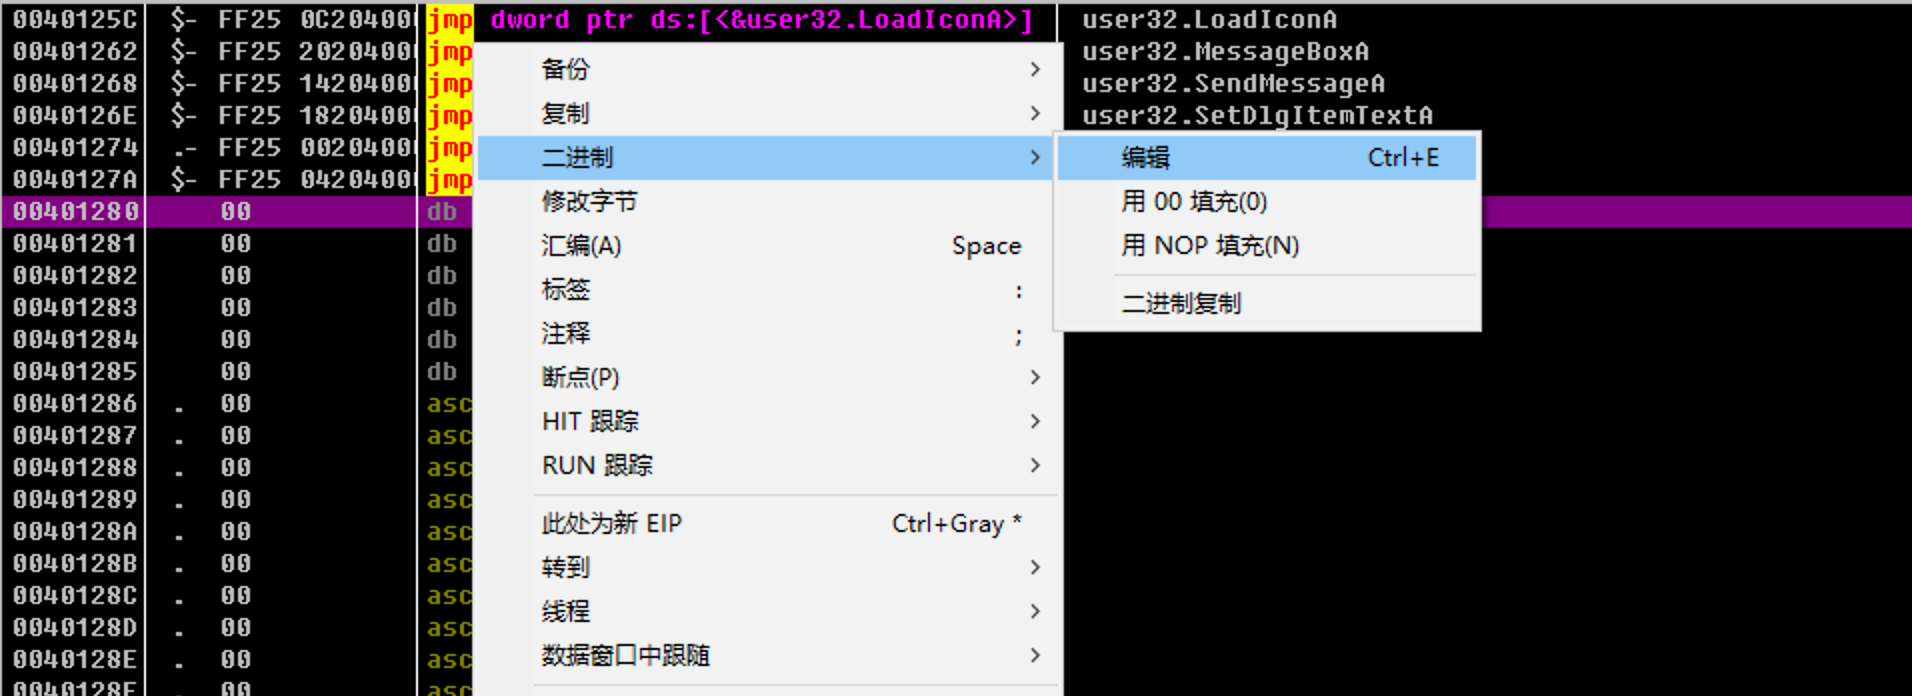 0040125C $- FF25 0C20400 jmp dword ptr ds:[<&user32.LoadIconA>] user32.LoadIconA
00401262 $- FF25 2020400 jmp user32.MessageBoxA
00401268 $- FF25 1420400 jmp user32.SendMessageA
0040126E $- FF25 1820400 jmp user32.SetDlgItemTextA
00401274 .- FF25 0020400 jmp
0040127A $- FF25 0420400 jmp
00401280 00 db
00401281 00 db
00401282 00 db
00401283 00 db
00401284 00 db
00401285 00 db
00401286 . 00 asc
00401287 . 00 asc
00401288 . 00 asc
00401289 . 00 asc
0040128A . 00 asc
0040128B . 00 asc
0040128C . 00 asc
0040128D . 00 asc
0040128E . 00 asc
0040128F . 00 asc
备份 >
复制 >
二进制 >
修改字节
汇编(A) Space
标签 :
注释 ;
断点(P) >
HIT 跟踪 >
RUN 跟踪 >
此处为新 EIP Ctrl+Gray *
转到 >
线程 >
数据窗口中跟随 >
编辑 Ctrl+E
用 00 填充(0)
用 NOP 填充(N)
二进制复制